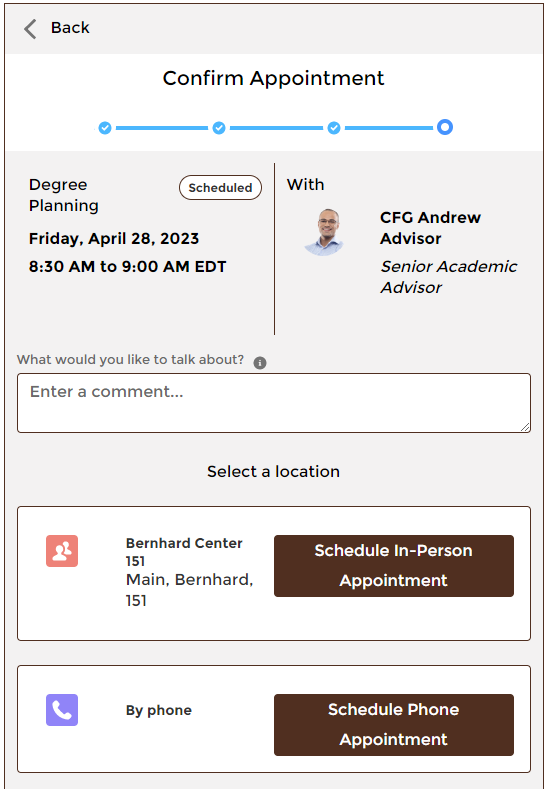 Back
Confirm Appointment
Degree
Planning
Scheduled
Friday, April 28, 2023
8:30 AM to 9:00 AM EDT
With
CFG Andrew
Advisor
Senior Academic
Advisor
What would you like to talk about? i
Enter a comment...
Select a location
Bernhard Center
151
Main, Bernhard,
151
Schedule In-Person
Appointment
By phone
Schedule Phone
Appointment